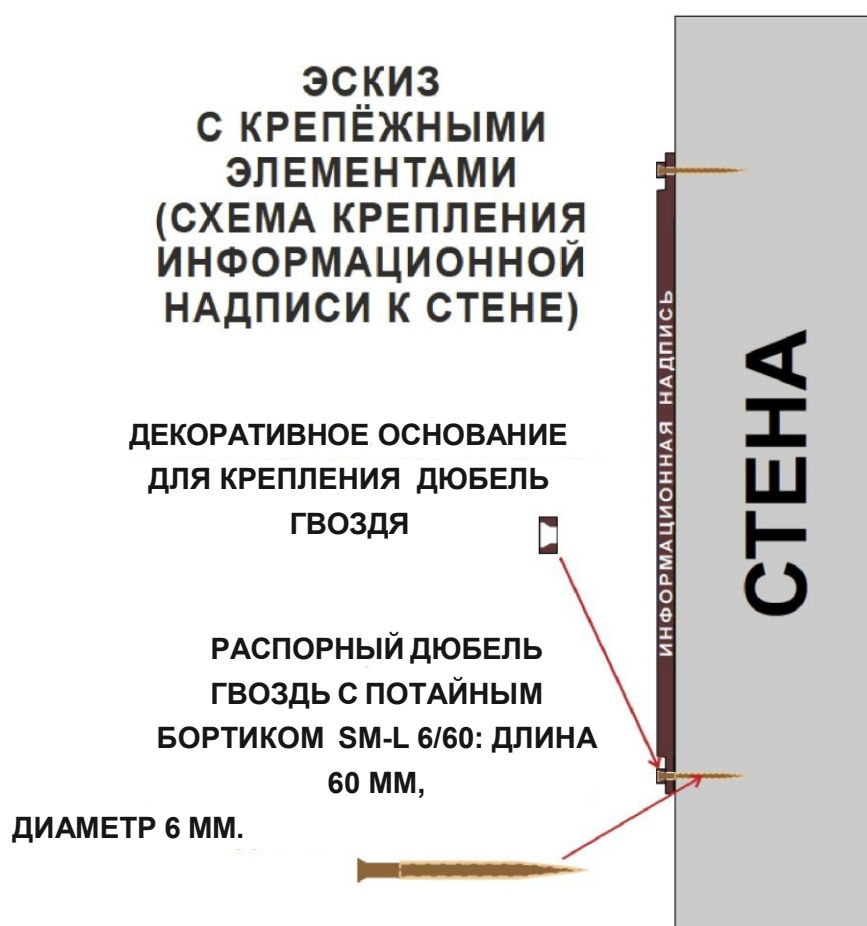 ЭСКИЗ
С КРЕПЁЖНЫМИ
ЭЛЕМЕНТАМИ
(СХЕМА КРЕПЛЕНИЯ
ИНФОРМАЦИОННОЙ
НАДПИСИ К СТЕНЕ)
ДЕКОРАТИВНОЕ ОСНОВАНИЕ
ДЛЯ КРЕПЛЕНИЯ ДЮБЕЛЬ
ГВОЗДЯ
РАСПОРНЫЙ ДЮБЕЛЬ
ГВОЗДЬ С ПОТАЙНЫМ
БОРТИКОМ SM-L 6/60: ДЛИНА
60 ММ,
ДИАМЕТР 6 ММ.
ИНФОРМАЦИОННАЯ НАДПИСЬ
СТЕНА